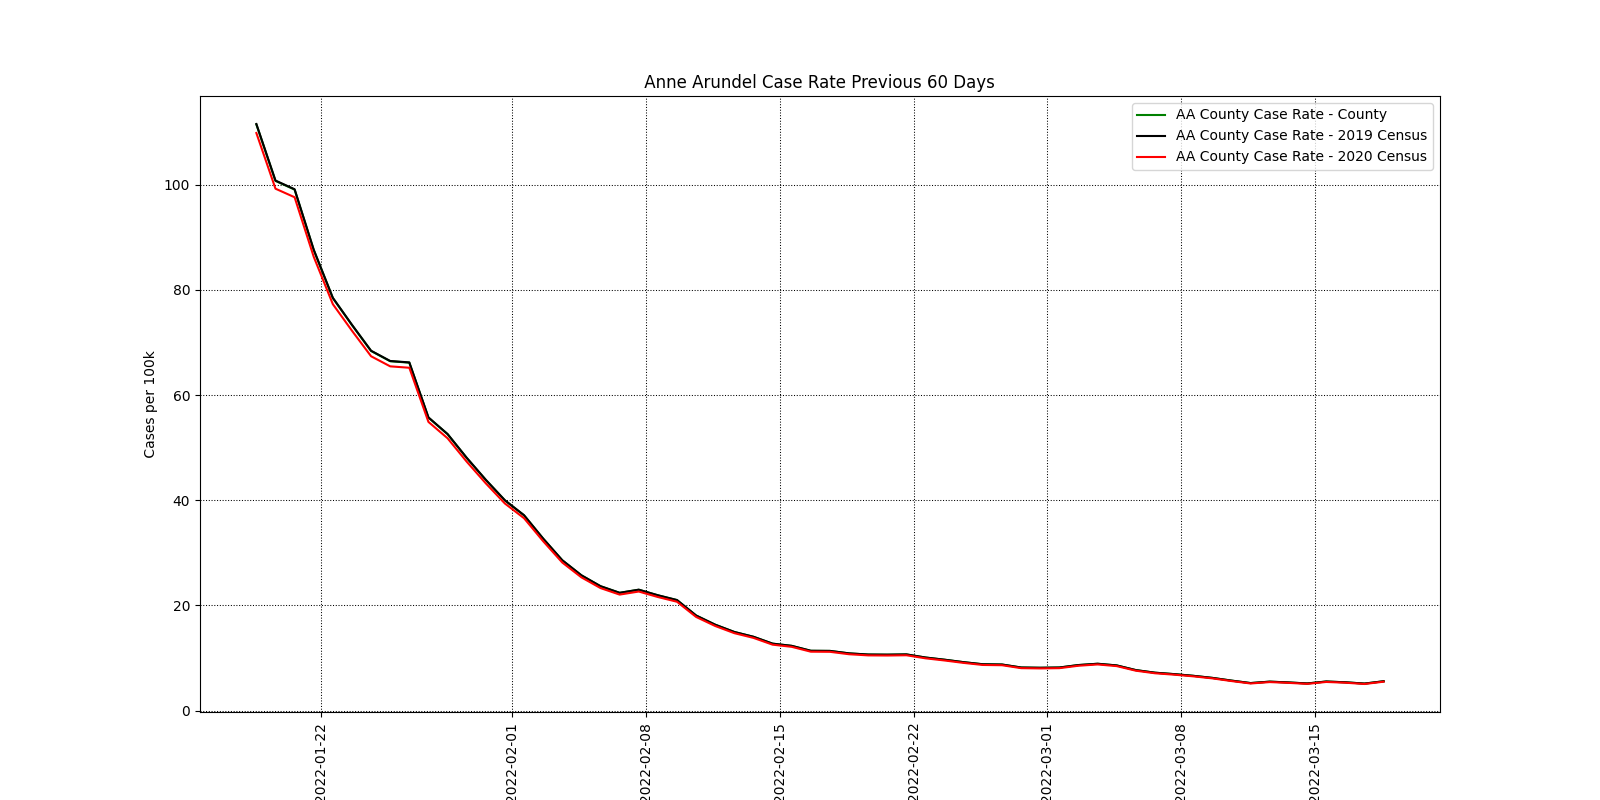 Anne Arundel Case Rate Previous 60 Days
AA County Case Rate - County
AA County Case Rate - 2019 Census
AA County Case Rate - 2020 Census
Cases per 100k
100
80
60
40
20
0
2022-01-22
2022-02-01
2022-02-08
2022-02-15
2022-02-22
2022-03-01
2022-03-08
2022-03-15